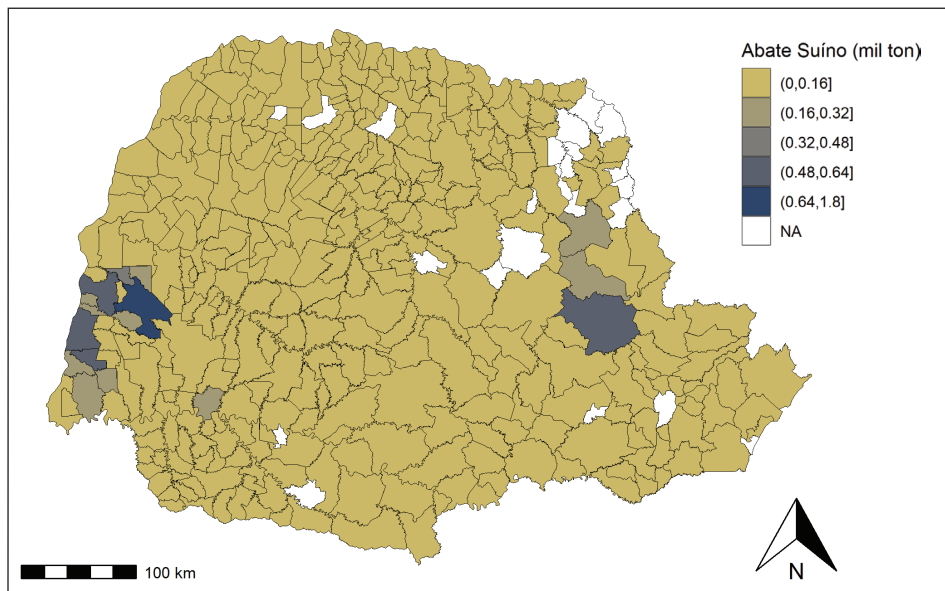 Abate Suíno (mil ton)
(0,0.16]
(0.16,0.32]
(0.32,0.48]
(0.48,0.64]
(0.64,1.8]
NA
100 km
N